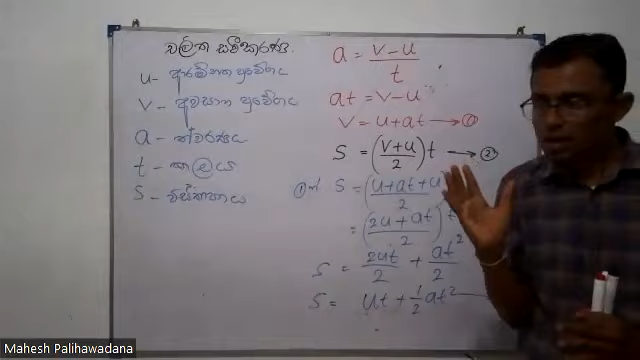 චලිත සමීකරණ.
u - ආරම්භක ප්‍රවේගය
v - අවසාන ප්‍රවේගය
a - ත්වරණය
t - කාලය
s - විස්ථාපනය
a = v-u/t
at = v-u
v = u+at → ①
s = (v+u/2)t → ②
①න් s = (u+at+u/2
= (2u+at/2)t
s = 2ut/2 + at²/2
s = ut + 1/2 at²
Mahesh Palihawadana